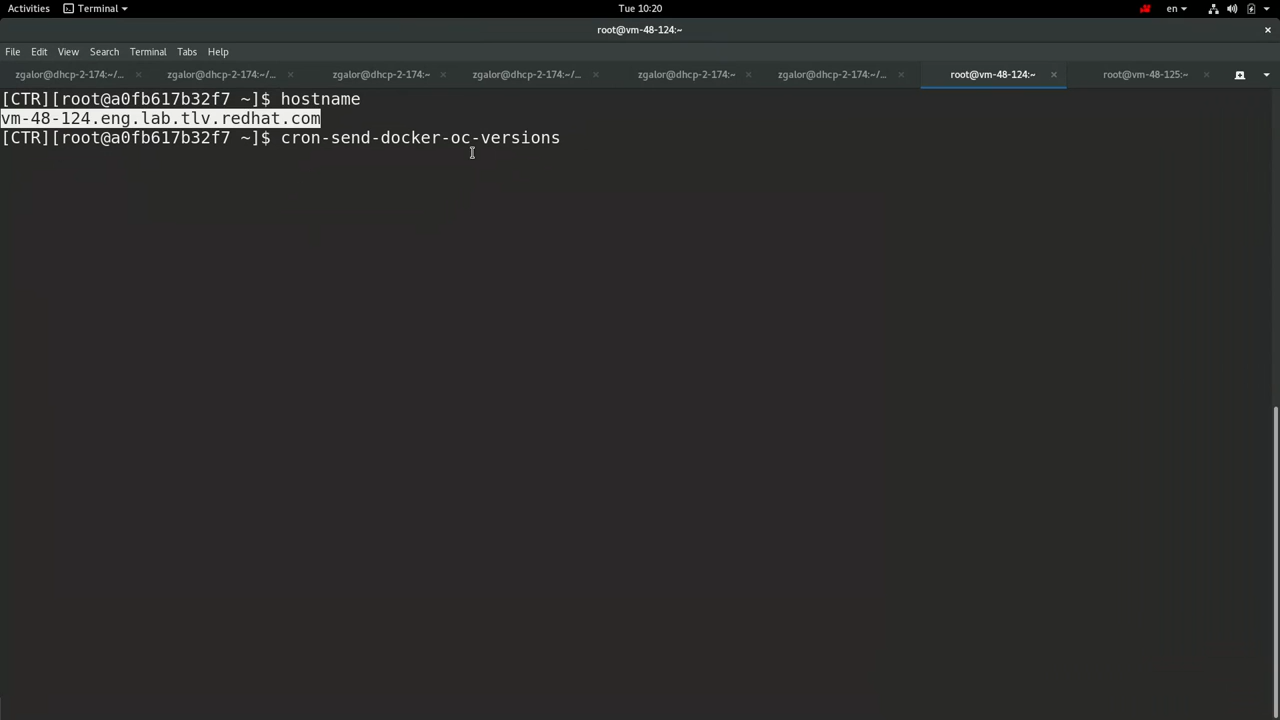 Activities Terminal Tue 10:20 en
root@vm-48-124:~
File Edit View Search Terminal Tabs Help
zgalor@dhcp-2-174:~/... zgalor@dhcp-2-174:~/... zgalor@dhcp-2-174:~ zgalor@dhcp-2-174:~/... zgalor@dhcp-2-174:~ zgalor@dhcp-2-174:~/... root@vm-48-124:~ root@vm-48-125:~
[CTR][root@a0fb617b32f7 ~]$ hostname
vm-48-124.eng.lab.tlv.redhat.com
[CTR][root@a0fb617b32f7 ~]$ cron-send-docker-oc-versions